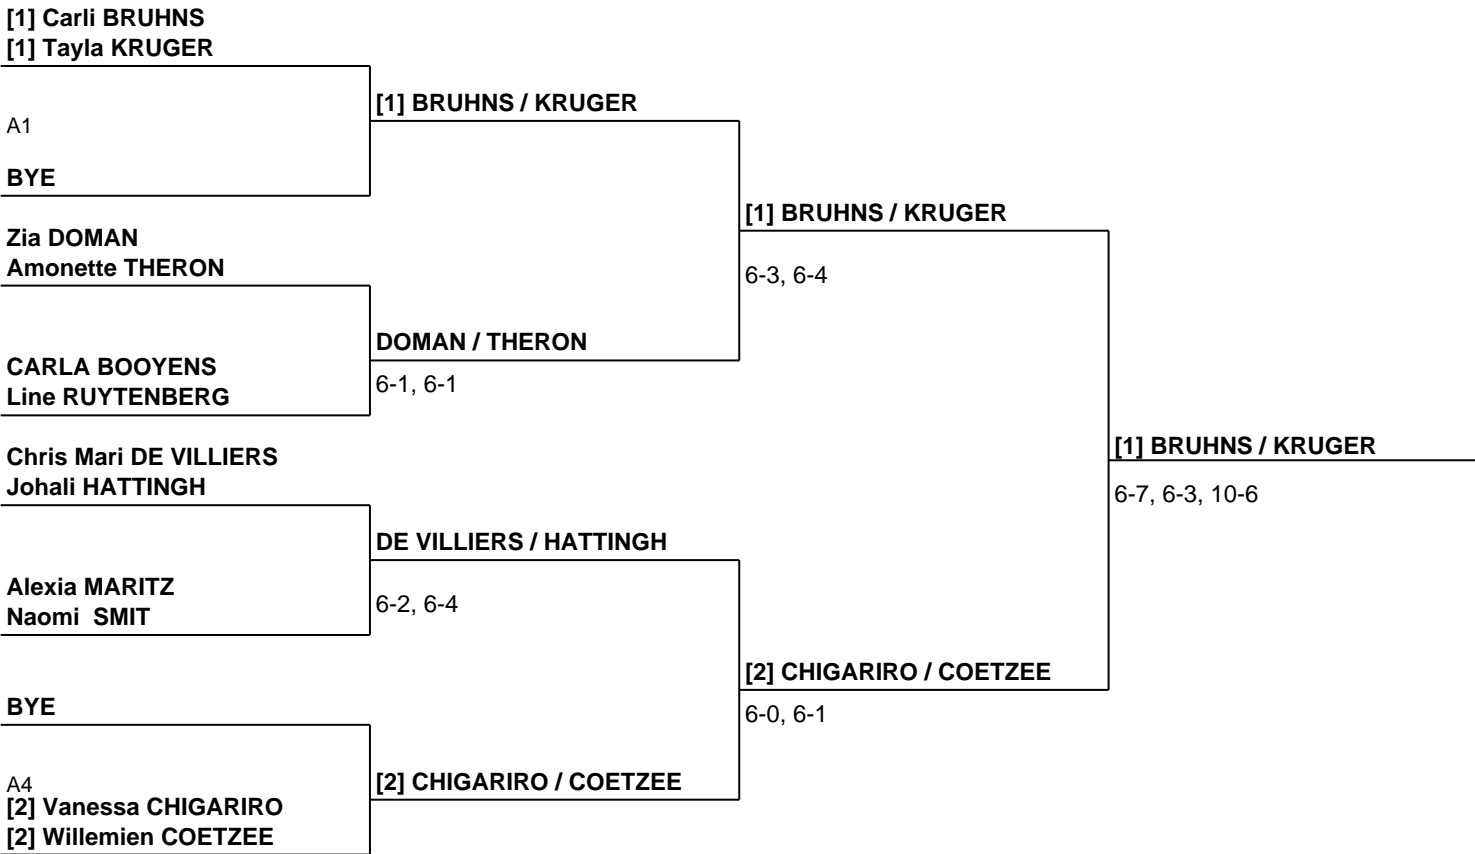 [1] Carli BRUHNS
[1] Tayla KRUGER
[1] BRUHNS / KRUGER
A1
BYE
[1] BRUHNS / KRUGER
Zia DOMAN
Amonette THERON
6-3, 6-4
DOMAN / THERON
CARLA BOOYENS
Line RUYTENBERG
6-1, 6-1
[1] BRUHNS / KRUGER
Chris Mari DE VILLIERS
Johali HATTINGH
6-7, 6-3, 10-6
DE VILLIERS / HATTINGH
Alexia MARITZ
Naomi  SMIT
6-2, 6-4
[2] CHIGARIRO / COETZEE
BYE
6-0, 6-1
A4
[2] CHIGARIRO / COETZEE
[2] Vanessa CHIGARIRO
[2] Willemien COETZEE